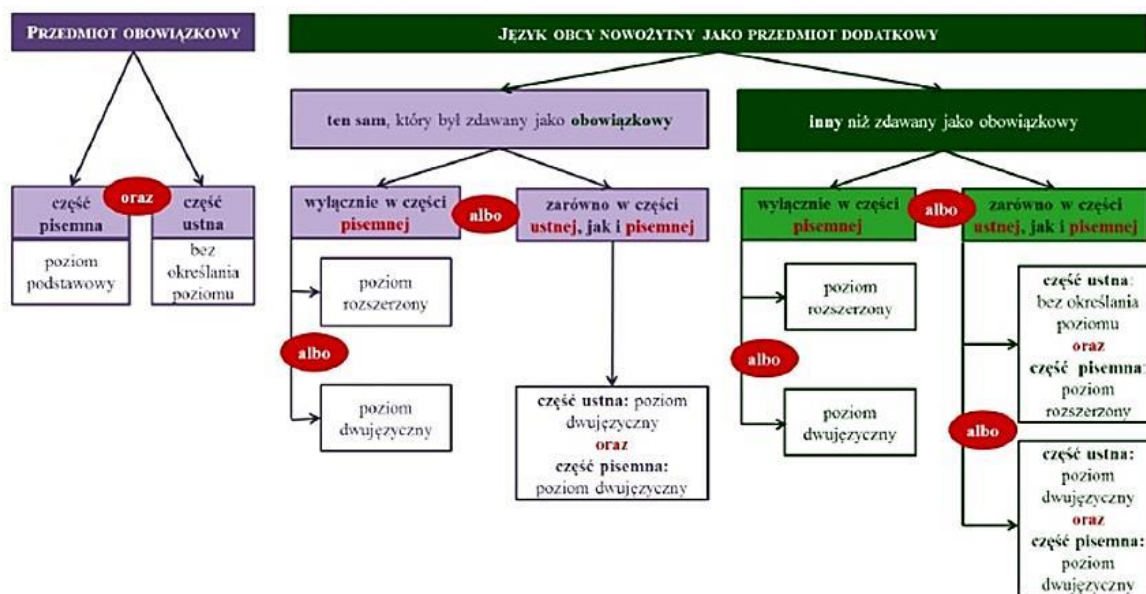 PRZEDMIOT OBOWIĄZKOWY
część
pisemna
oraz
część
ustna
poziom
podstawowy
bez
określania
poziomu
JĘZYK OBCY NOWOŻYTNY JAKO PRZEDMIOT DODATKOWY
ten sam, który był zdawany jako obowiązkowy
wyłącznie w części
pisemnej
albo
zarówno w części
ustnej, jak i pisemnej
poziom
rozszerzony
albo
poziom
dwujęzyczny
część ustna: poziom
dwujęzyczny
oraz
część pisemna:
poziom dwujęzyczny
inny niż zdawany jako obowiązkowy
wyłącznie w części
pisemnej
albo
zarówno w części
ustnej, jak i pisemnej
poziom
rozszerzony
albo
poziom
dwujęzyczny
część ustna:
bez określania
poziomu
oraz
część pisemna:
poziom
rozszerzony
albo
część ustna:
poziom
dwujęzyczny
oraz
część pisemna:
poziom
dwujęzyczny